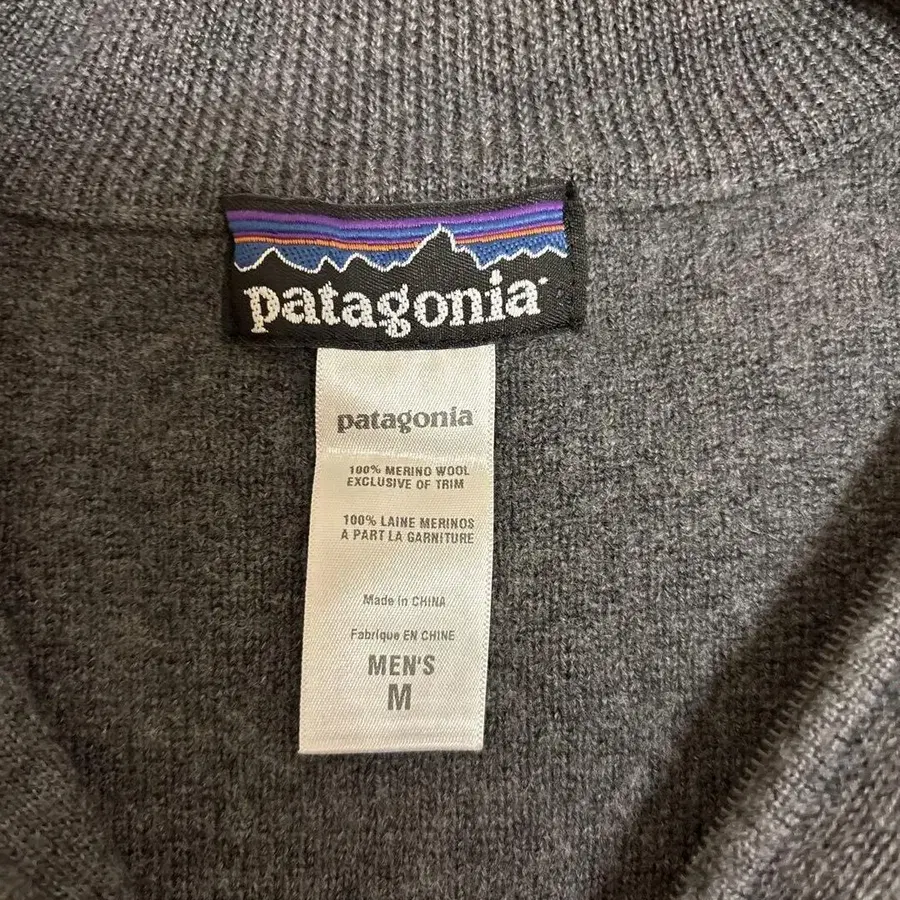 patagonia
patagonia
100% MERINO WOOL
EXCLUSIVE OF TRIM
100% LAINE MERINOS
À PART LA GARNITURE
Made in CHINA
Fabrique EN CHINE
MEN'S
M